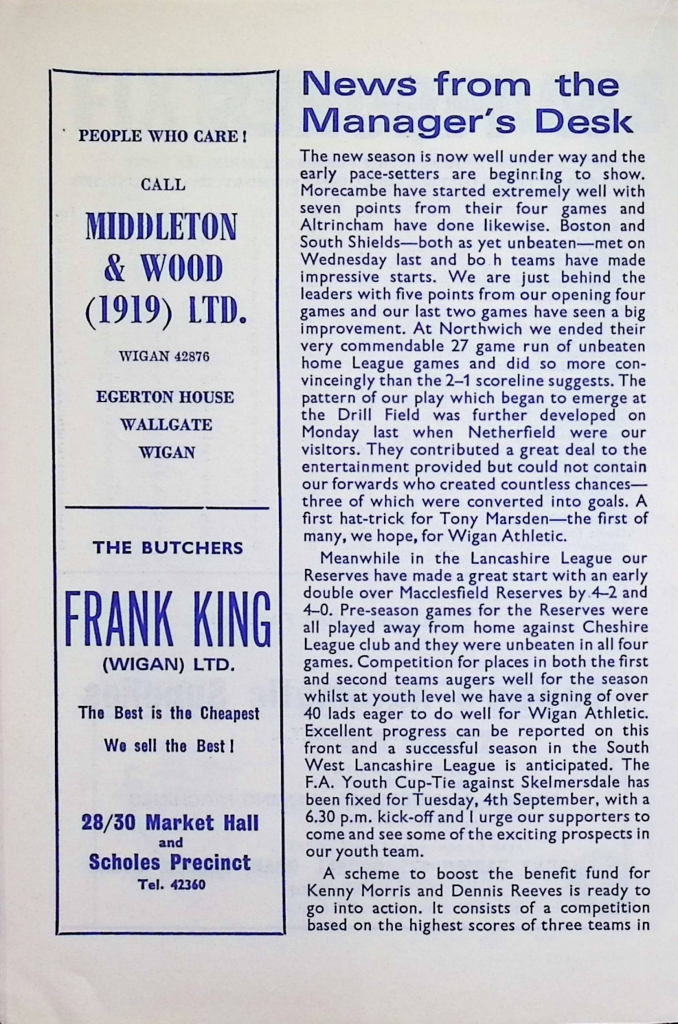 PEOPLE WHO CARE!
CALL
MIDDLETON
& WOOD
(1919) LTD.
WIGAN 42876
EGERTON HOUSE
WALLGATE
WIGAN
THE BUTCHERS
FRANK KING
(WIGAN) LTD.
The Best is the Cheapest
We sell the Best!
28/30 Market Hall
and
Scholes Precinct
Tel. 42360
News from the
Manager's Desk
The new season is now well under way and the
early pace-setters are beginning to show.
Morecambe have started extremely well with
seven points from their four games and
Altrincham have done likewise. Boston and
South Shields—both as yet unbeaten—met on
Wednesday last and bo h teams have made
impressive starts. We are just behind the
leaders with five points from our opening four
games and our last two games have seen a big
improvement. At Northwich we ended their
very commendable 27 game run of unbeaten
home League games and did so more con-
vinceingly than the 2–1 scoreline suggests. The
pattern of our play which began to emerge at
the Drill Field was further developed on
Monday last when Netherfield were our
visitors. They contributed a great deal to the
entertainment provided but could not contain
our forwards who created countless chances—
three of which were converted into goals. A
first hat-trick for Tony Marsden—the first of
many, we hope, for Wigan Athletic.
Meanwhile in the Lancashire League our
Reserves have made a great start with an early
double over Macclesfield Reserves by 4–2 and
4–0. Pre-season games for the Reserves were
all played away from home against Cheshire
League club and they were unbeaten in all four
games. Competition for places in both the first
and second teams augers well for the season
whilst at youth level we have a signing of over
40 lads eager to do well for Wigan Athletic.
Excellent progress can be reported on this
front and a successful season in the South
West Lancashire League is anticipated. The
F.A. Youth Cup-Tie against Skelmersdale has
been fixed for Tuesday, 4th September, with a
6.30 p.m. kick-off and I urge our supporters to
come and see some of the exciting prospects in
our youth team.
A scheme to boost the benefit fund for
Kenny Morris and Dennis Reeves is ready to
go into action. It consists of a competition
based on the highest scores of three teams in